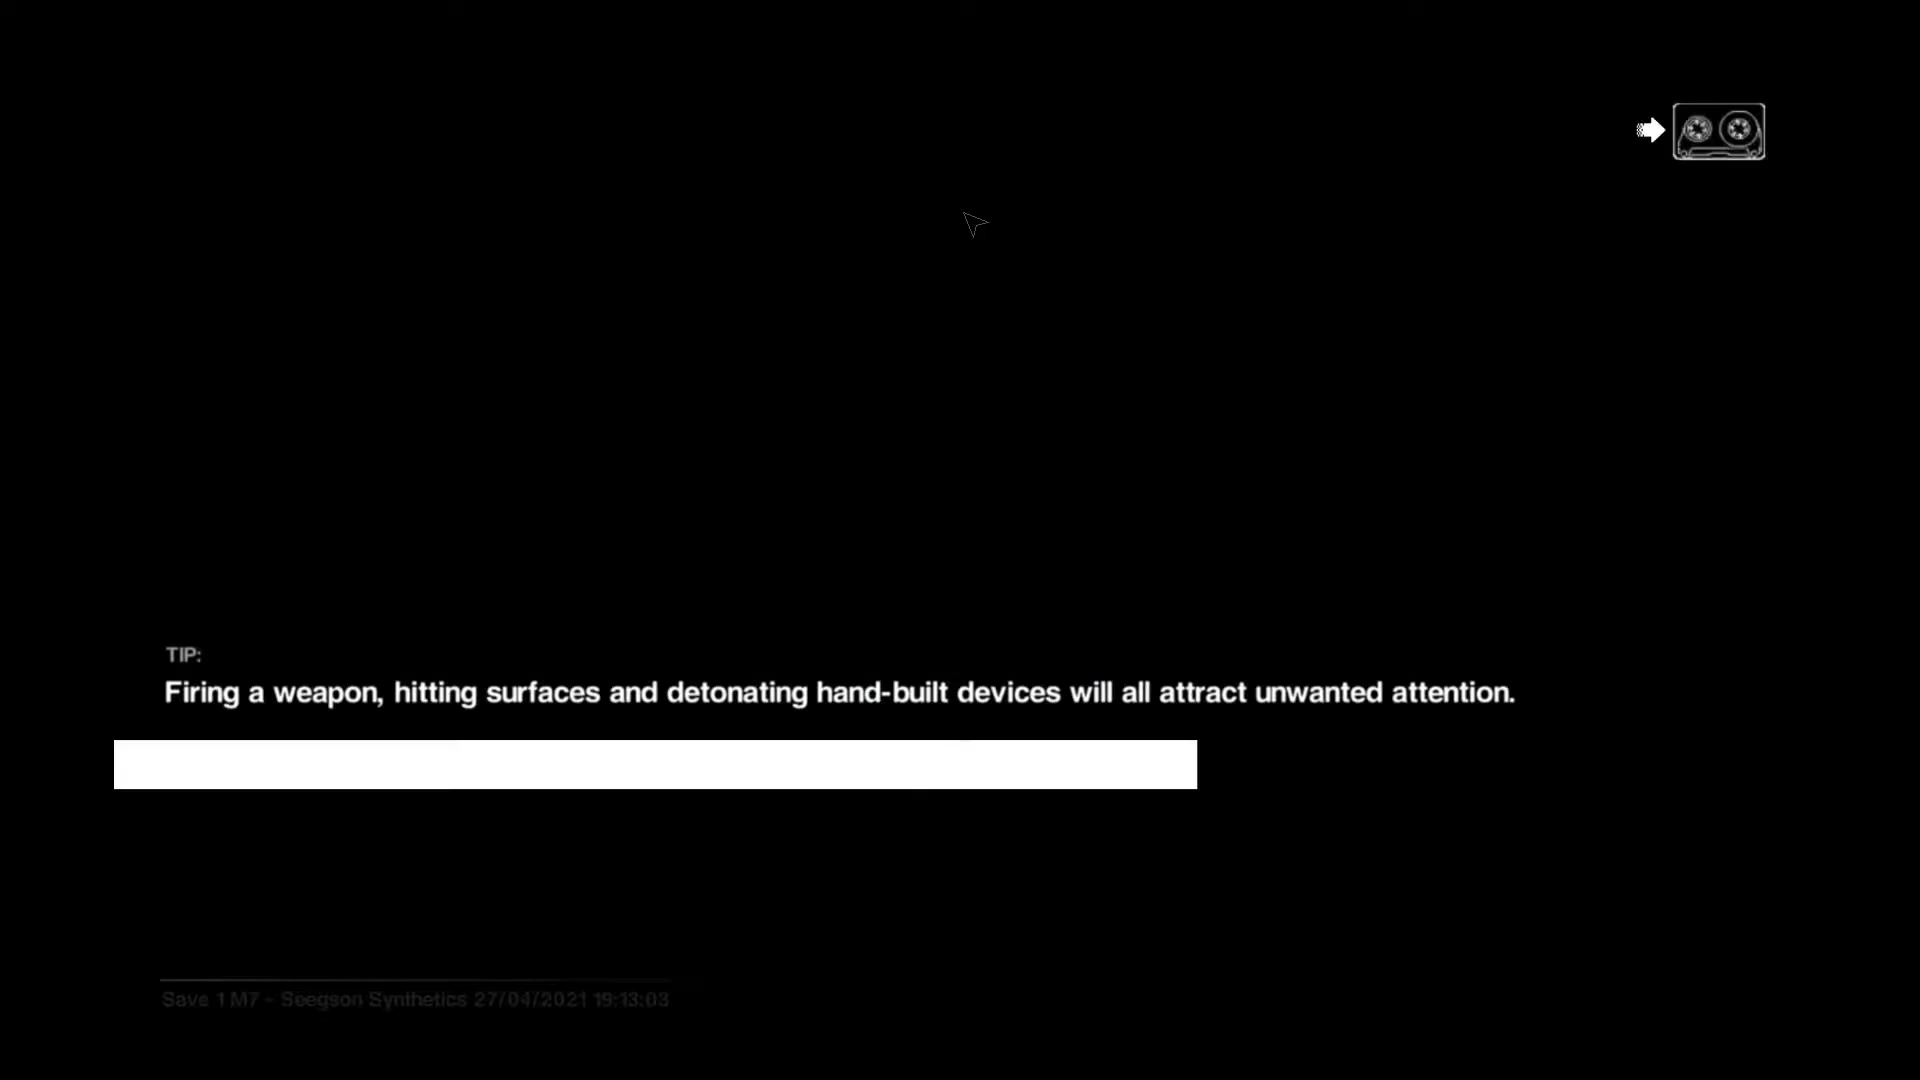 TIP:
Firing a weapon, hitting surfaces and detonating hand-built devices will all attract unwanted attention.
Save 1 M7 - Seegson Synthetics 27/04/2021 19:13:03